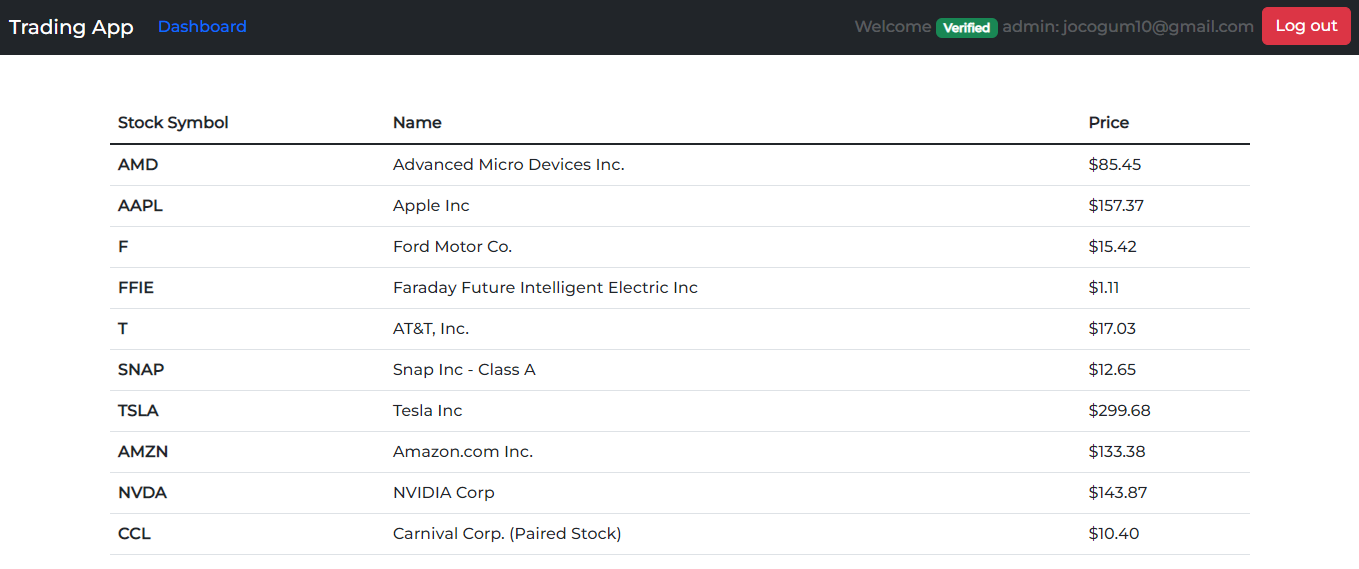 Trading App Dashboard Welcome Verified admin: jocogum10@gmail.com Log out
Stock Symbol Name Price
AMD Advanced Micro Devices Inc. $85.45
AAPL Apple Inc $157.37
F Ford Motor Co. $15.42
FFIE Faraday Future Intelligent Electric Inc $1.11
T AT&T, Inc. $17.03
SNAP Snap Inc - Class A $12.65
TSLA Tesla Inc $299.68
AMZN Amazon.com Inc. $133.38
NVDA NVIDIA Corp $143.87
CCL Carnival Corp. (Paired Stock) $10.40